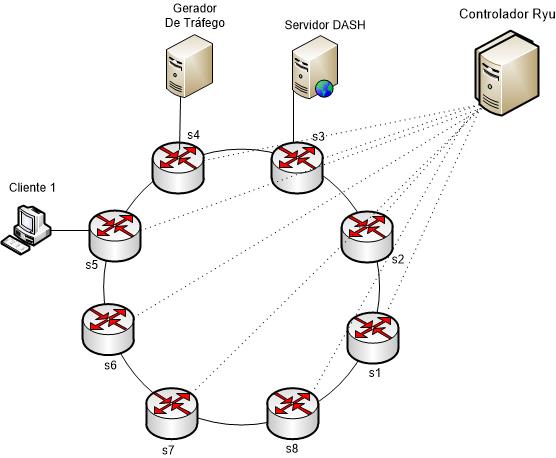 Gerador
De Tráfego
Servidor DASH
Controlador Ryu
s4
s3
Cliente 1
s5
s2
s6
s1
s7
s8